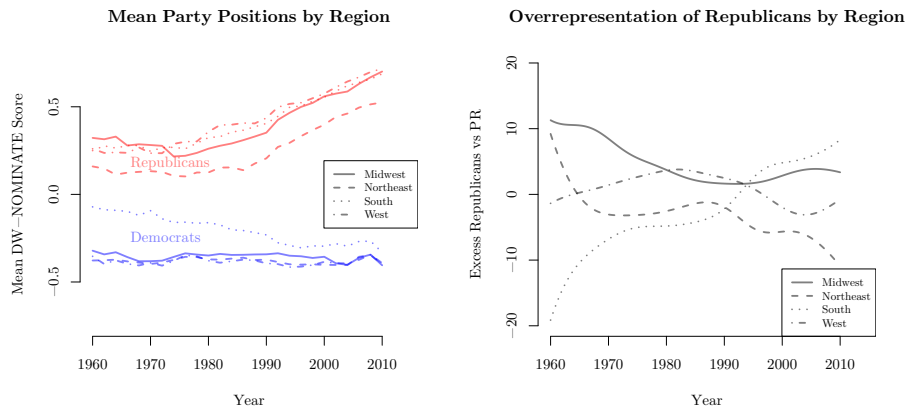 Mean Party Positions by Region
Mean DW−NOMINATE Score
0.5
0.0
−0.5
Republicans
Democrats
Midwest
Northeast
South
West
1960 1970 1980 1990 2000 2010
Year
Overrepresentation of Republicans by Region
Excess Republicans vs PR
20
10
0
−10
−20
Midwest
Northeast
South
West
1960 1970 1980 1990 2000 2010
Year